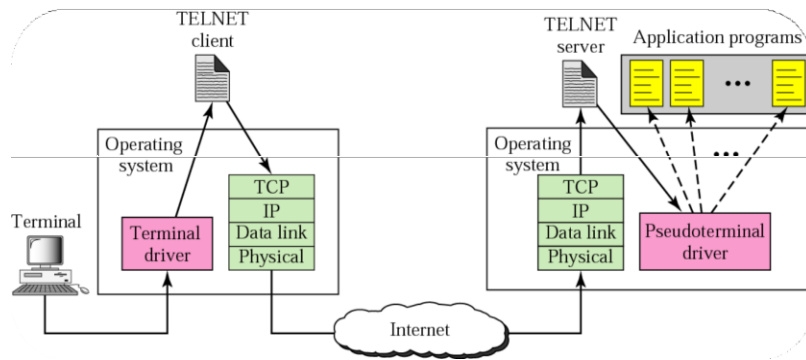 TELNET
client
TELNET
server
Application programs
•••
Operating
system
TCP
IP
Data link
Physical
Terminal
Terminal
driver
Operating
system
•••
TCP
IP
Data link
Physical
Pseudoterminal
driver
Internet